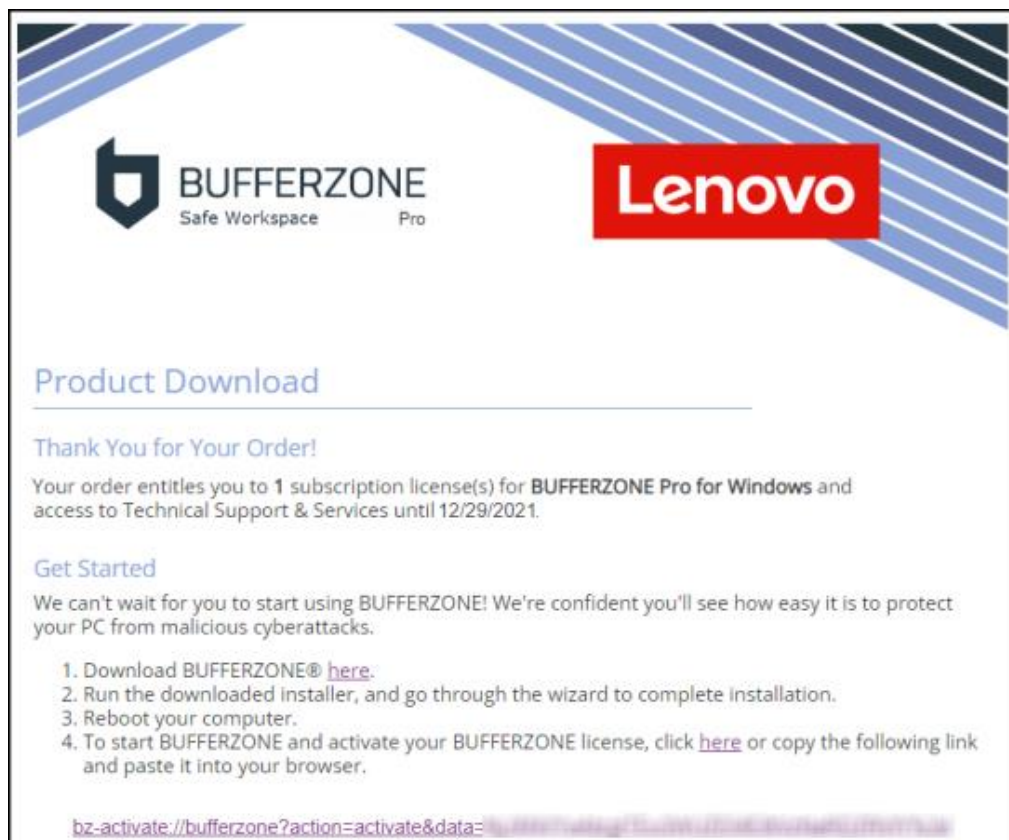 BUFFERZONE
Safe Workspace Pro
Lenovo
Product Download
Thank You for Your Order!
Your order entitles you to 1 subscription license(s) for BUFFERZONE Pro for Windows and
access to Technical Support & Services until 12/29/2021.
Get Started
We can't wait for you to start using BUFFERZONE! We're confident you'll see how easy it is to protect
your PC from malicious cyberattacks.
1. Download BUFFERZONE® here.
2. Run the downloaded installer, and go through the wizard to complete installation.
3. Reboot your computer.
4. To start BUFFERZONE and activate your BUFFERZONE license, click here or copy the following link
and paste it into your browser.
bz-activate://bufferzone?action=activate&data=